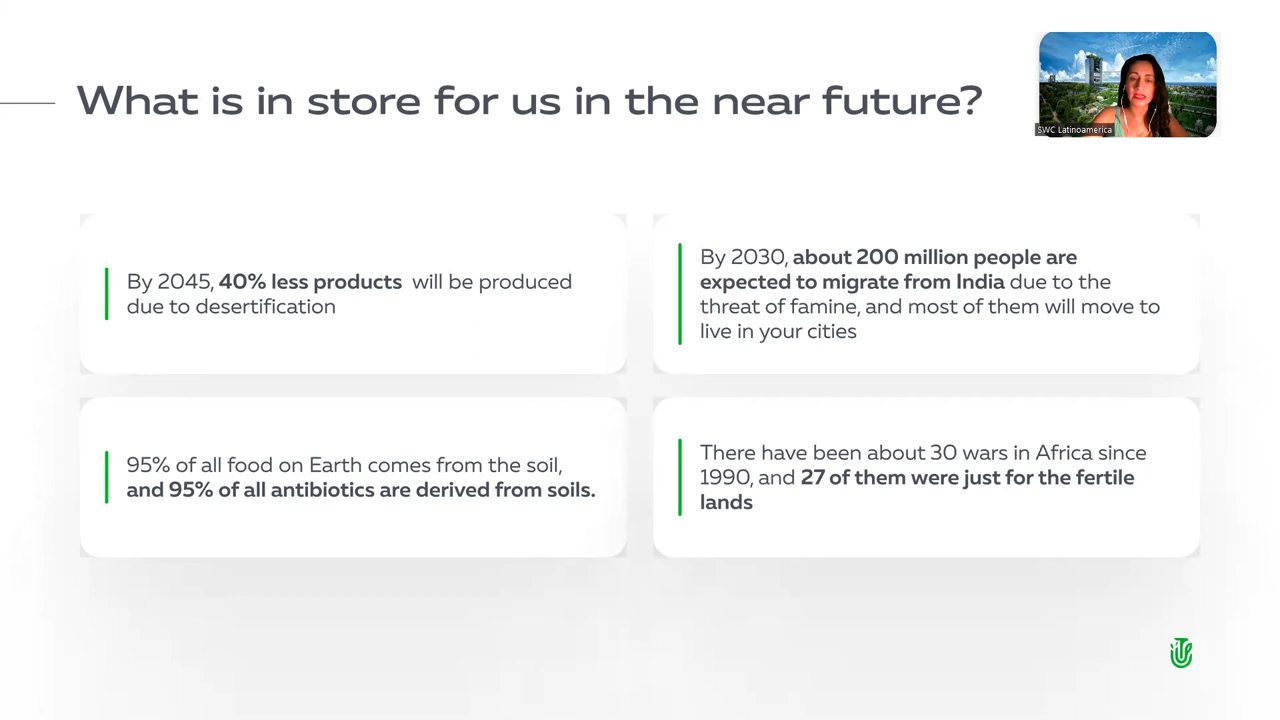 What is in store for us in the near future?
SWC Latinoamerica
By 2045, 40% less products will be produced
due to desertification
By 2030, about 200 million people are
expected to migrate from India due to the
threat of famine, and most of them will move to
live in your cities
95% of all food on Earth comes from the soil,
and 95% of all antibiotics are derived from soils.
There have been about 30 wars in Africa since
1990, and 27 of them were just for the fertile
lands